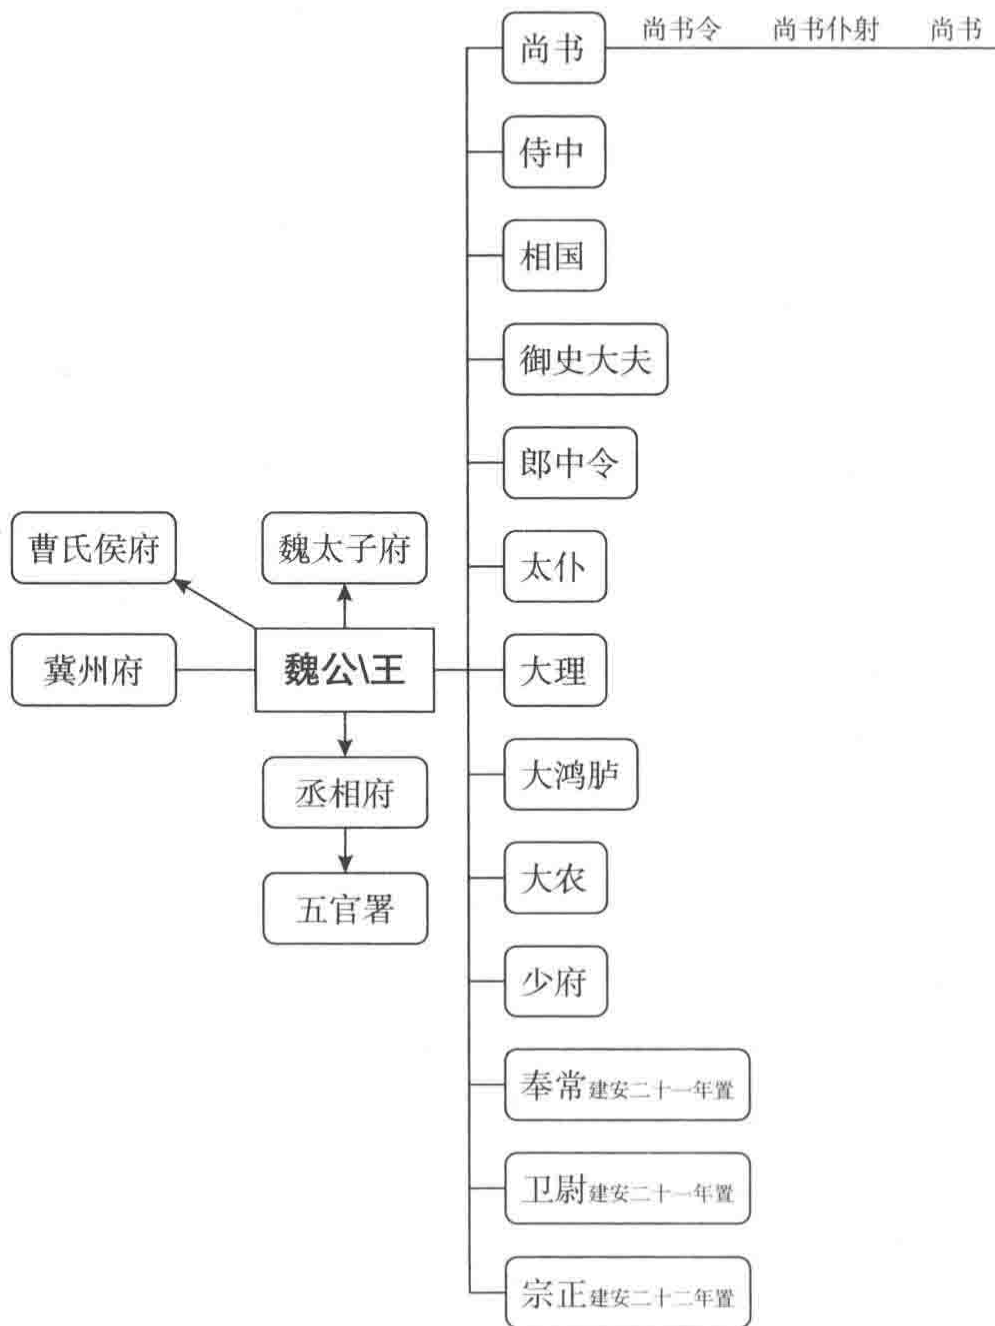 尚书
尚书令 尚书仆射 尚书
侍中
相国
御史大夫
郎中令
曹氏侯府
魏太子府
太仆
冀州府
魏公\王
大理
丞相府
大鸿胪
五官署
大农
少府
奉常建安二十一年置
卫尉建安二十一年置
宗正建安二十二年置